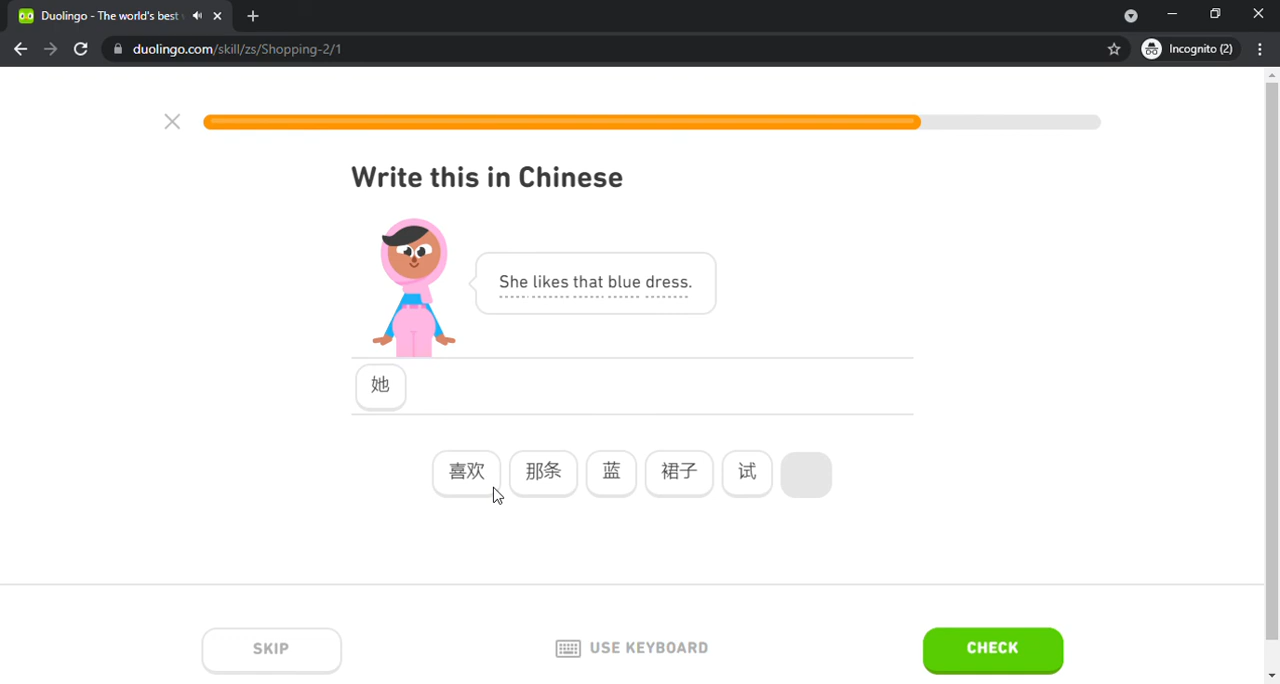 Duolingo - The world's best
duolingo.com/skill/zs/Shopping-2/1
Incognito (2)
Write this in Chinese
She likes that blue dress.
她
喜欢 那条 蓝 裙子 试
SKIP
USE KEYBOARD
CHECK